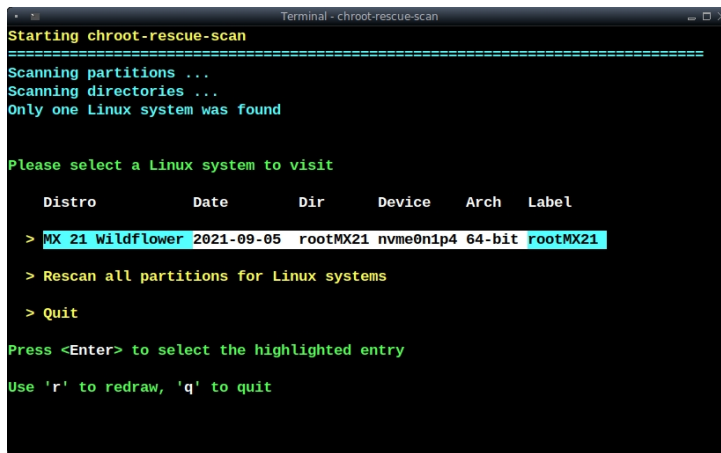 Terminal - chroot-rescue-scan
Starting chroot-rescue-scan
===============================================================================
Scanning partitions ...
Scanning directories ...
Only one Linux system was found
Please select a Linux system to visit
Distro Date Dir Device Arch Label
> MX 21 Wildflower 2021-09-05 rootMX21 nvme0n1p4 64-bit rootMX21
> Rescan all partitions for Linux systems
> Quit
Press <Enter> to select the highlighted entry
Use 'r' to redraw, 'q' to quit